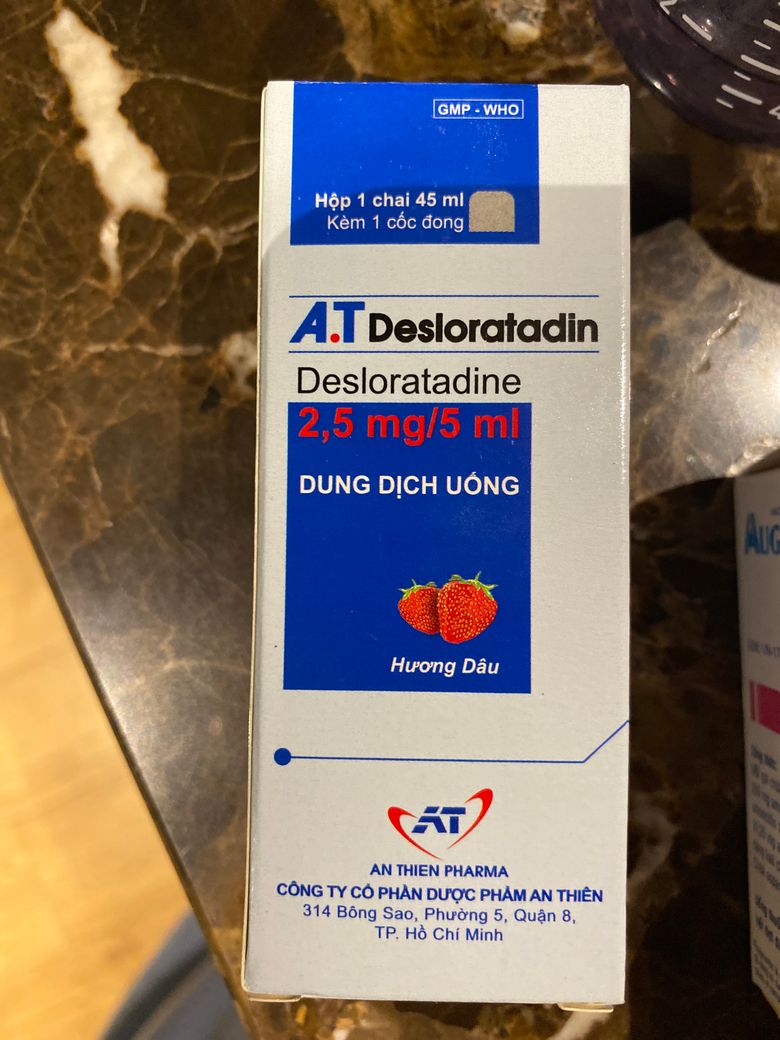 GMP - WHO
Hộp 1 chai 45 ml
Kèm 1 cốc đong
A.T Desloratadin
Desloratadine
2,5 mg/5 ml
DUNG DỊCH UỐNG
Hương Dâu
AT
AN THIEN PHARMA
CÔNG TY CỔ PHẦN DƯỢC PHẨM AN THIÊN
314 Bông Sao, Phường 5, Quận 8,
TP. Hồ Chí Minh